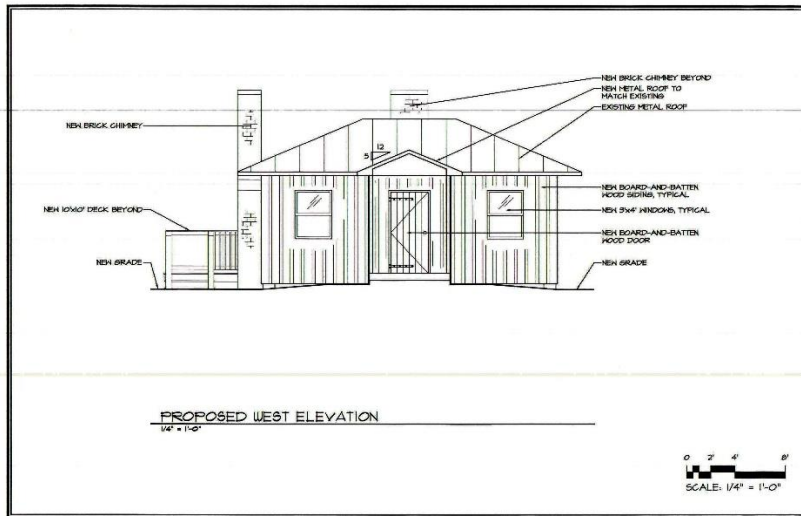 NEW BRICK CHIMNEY BEYOND
NEW METAL ROOF TO
MATCH EXISTING
EXISTING METAL ROOF
NEW BRICK CHIMNEY
12
5
NEW BOARD-AND-BATTEN
WOOD SIDING, TYPICAL
NEW 10'x10' DECK BEYOND
NEW 3'x4' WINDOWS, TYPICAL
NEW BOARD-AND-BATTEN
WOOD DOOR
NEW GRADE
NEW GRADE
PROPOSED WEST ELEVATION
1/4" = 1'-0"
0 2' 4' 8'
SCALE: 1/4" = 1'-0"